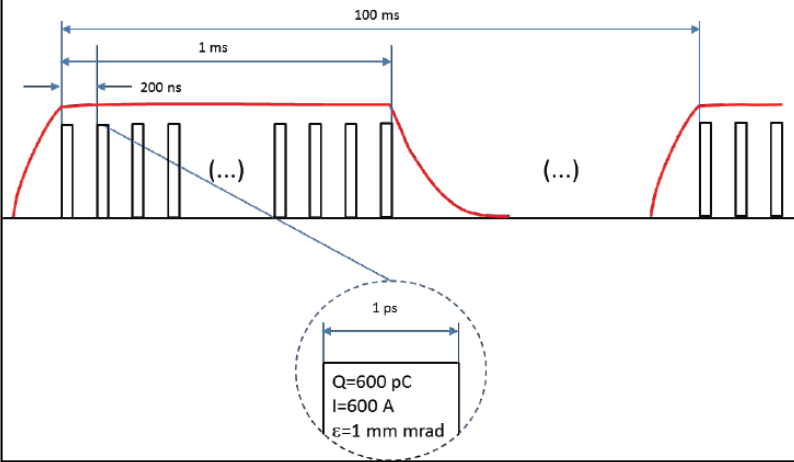 100 ms
1 ms
200 ns
(...)
(...)
1 ps
Q=600 pC
I=600 A
ε=1 mm mrad